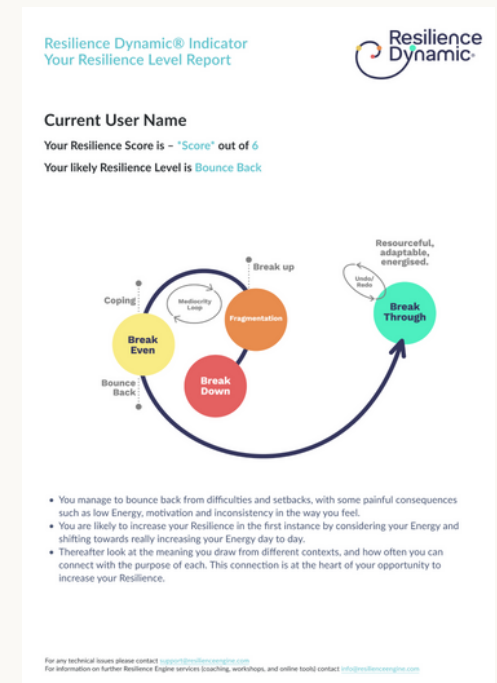 Resilience Dynamic® Indicator
Your Resilience Level Report
Resilience
Dynamic®
Current User Name
Your Resilience Score is – *Score* out of 6
Your likely Resilience Level is Bounce Back
Resourceful,
adaptable,
energised.
Break up
Undo/
Redo
Coping
Mediocrity
Loop
Fragmentation
Break
Through
Break
Even
Bounce
Back
Break
Down
• You manage to bounce back from difficulties and setbacks, with some painful consequences
such as low Energy, motivation and inconsistency in the way you feel.
• You are likely to increase your Resilience in the first instance by considering your Energy and
shifting towards really increasing your Energy day to day.
• Thereafter look at the meaning you draw from different contexts, and how often you can
connect with the purpose of each. This connection is at the heart of your opportunity to
increase your Resilience.
For any technical issues please contact support@resilienceengine.com
For information on further Resilience Engine services (coaching, workshops, and online tools) contact info@resilienceengine.com